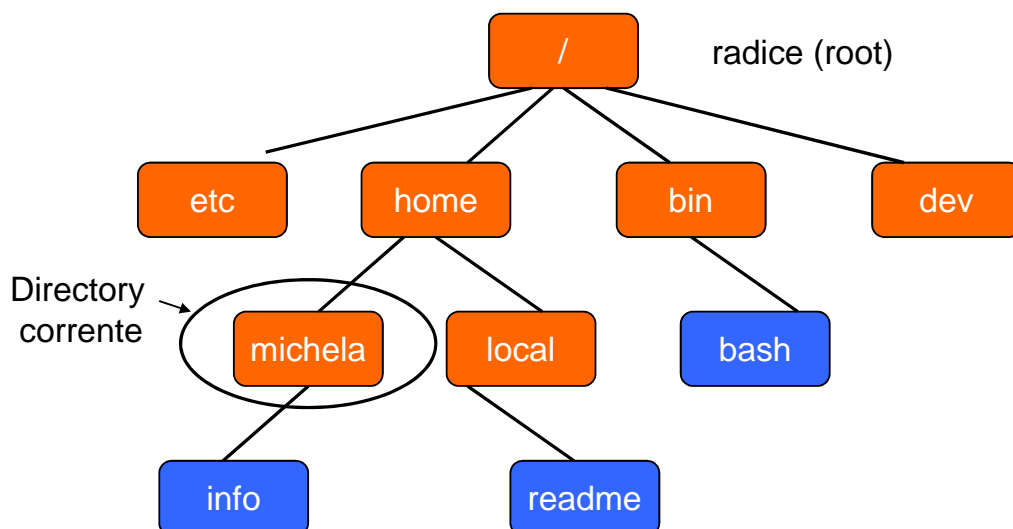 /
radice (root)
etc
home
bin
dev
Directory
corrente
michela
local
bash
info
readme